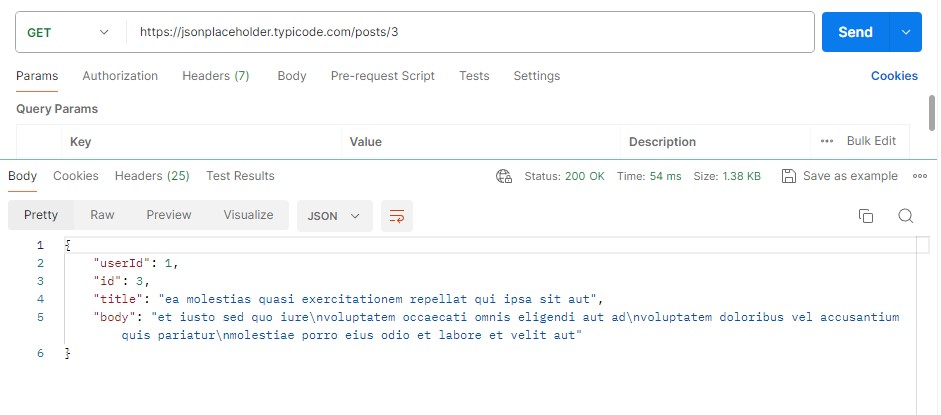 GET https://jsonplaceholder.typicode.com/posts/3 Send
Params Authorization Headers (7) Body Pre-request Script Tests Settings Cookies
Query Params
Key Value Description ••• Bulk Edit
Body Cookies Headers (25) Test Results Status: 200 OK Time: 54 ms Size: 1.38 KB Save as example
Pretty Raw Preview Visualize JSON
1 {
2 "userId": 1,
3 "id": 3,
4 "title": "ea molestias quasi exercitationem repellat qui ipsa sit aut",
5 "body": "et iusto sed quo iure\nvoluptatem occaecati omnis eligendi aut ad\nvoluptatem doloribus vel accusantium
quis pariatur\nmolestiae porro eius odio et labore et velit aut"
6 }